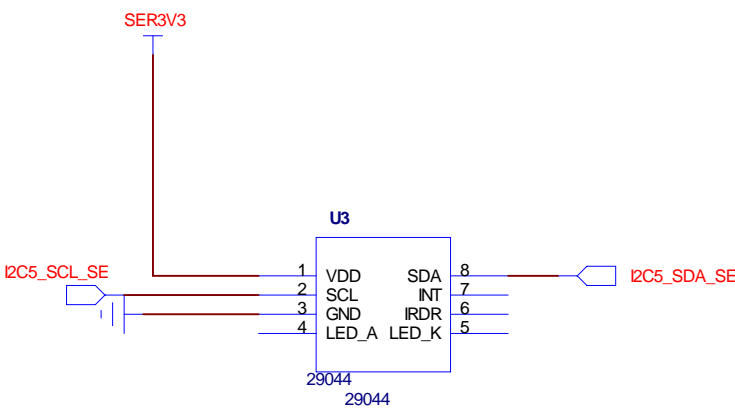 SER3V3
U3
I2C5_SCL_SE
1 VDD SDA 8 I2C5_SDA_SE
2 SCL INT 7
3 GND IRDR 6
4 LED_A LED_K 5
29044
29044